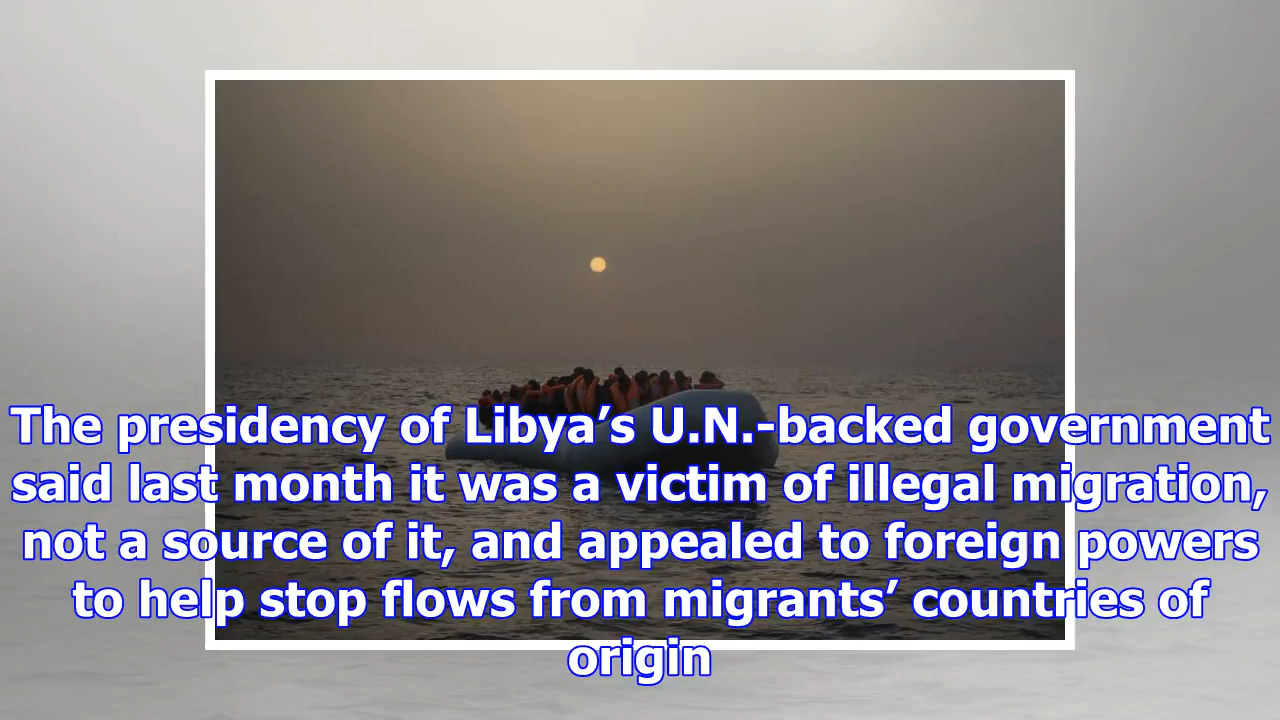 The presidency of Libya’s U.N.-backed government
said last month it was a victim of illegal migration,
not a source of it, and appealed to foreign powers
to help stop flows from migrants’ countries of
origin